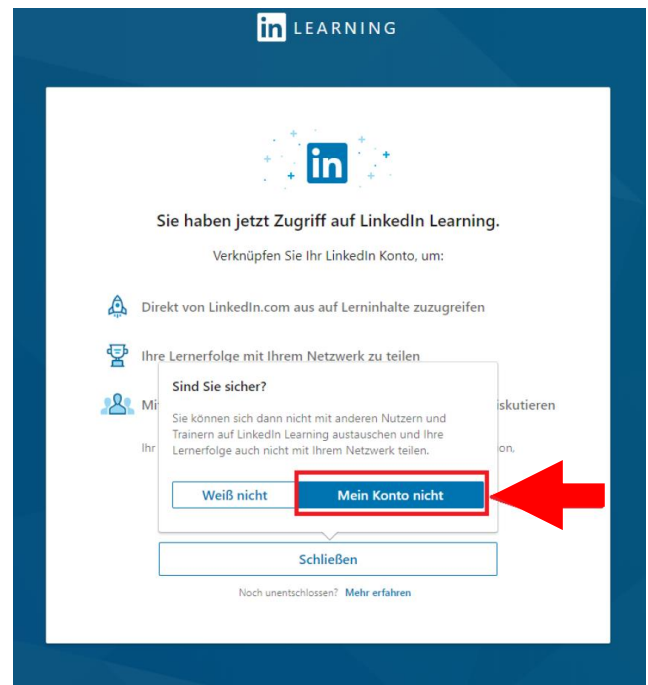 in LEARNING
in
Sie haben jetzt Zugriff auf LinkedIn Learning.
Verknüpfen Sie Ihr LinkedIn Konto, um:
Direkt von LinkedIn.com aus auf Lerninhalte zuzugreifen
Ihre Lernerfolge mit Ihrem Netzwerk zu teilen
Sind Sie sicher?
Sie können sich dann nicht mit anderen Nutzern und
Trainern auf LinkedIn Learning austauschen und Ihre
Lernerfolge auch nicht mit Ihrem Netzwerk teilen.
Weiß nicht
Mein Konto nicht
Ihr
Schließen
Noch unentschlossen? Mehr erfahren